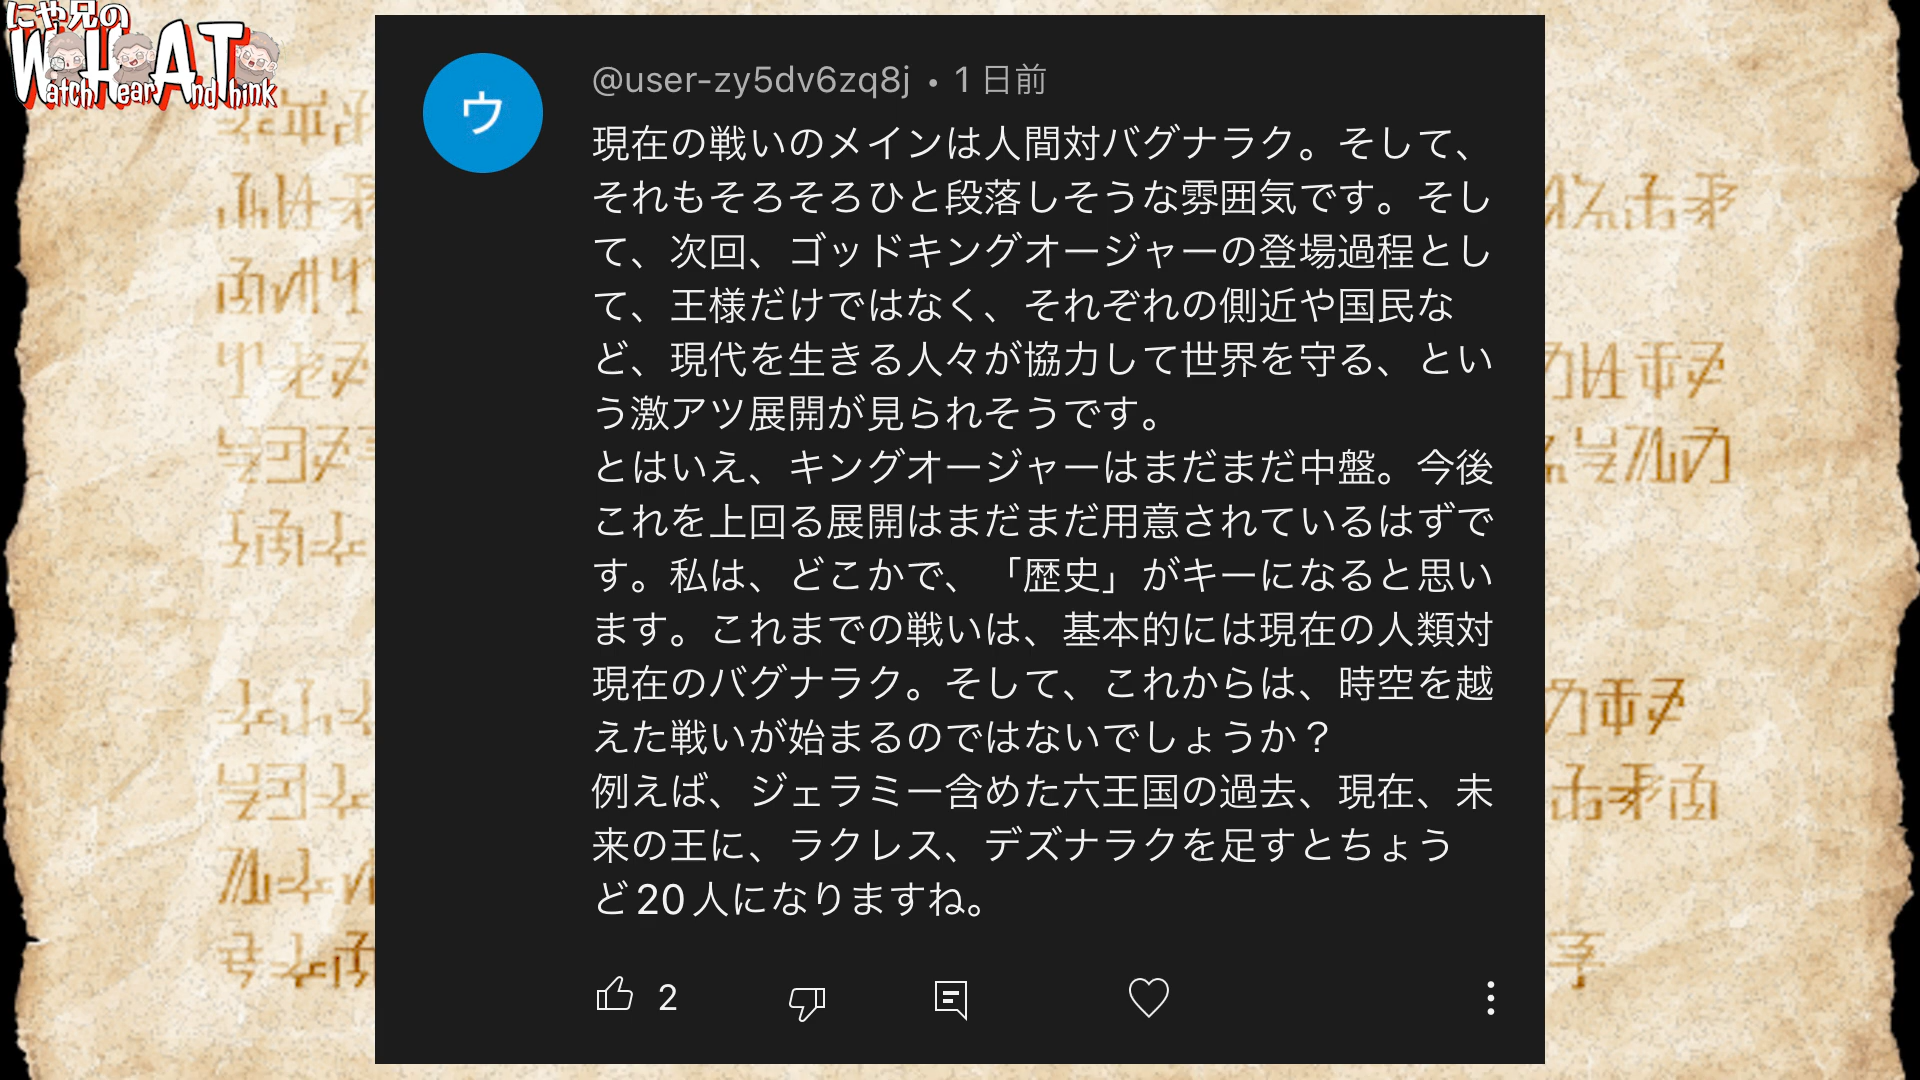 にや兄の
WHAT
Watch Hear And Think
ウ
@user-zy5dv6zq8j • 1日前
現在の戦いのメインは人間対バグナラク。そして、
それもそろそろひと段落しそうな雰囲気です。そし
て、次回、ゴッドキングオージャーの登場過程とし
て、王様だけではなく、それぞれの側近や国民な
ど、現代を生きる人々が協力して世界を守る、とい
う激アツ展開が見られそうです。
とはいえ、キングオージャーはまだまだ中盤。今後
これを上回る展開はまだまだ用意されているはずで
す。私は、どこかで、「歴史」がキーになると思い
ます。これまでの戦いは、基本的には現在の人類対
現在のバグナラク。そして、これからは、時空を越
えた戦いが始まるのではないでしょうか？
例えば、ジェラミー含めた六王国の過去、現在、未
来の王に、ラクレス、デズナラクを足すとちょう
ど20人になりますね。
2